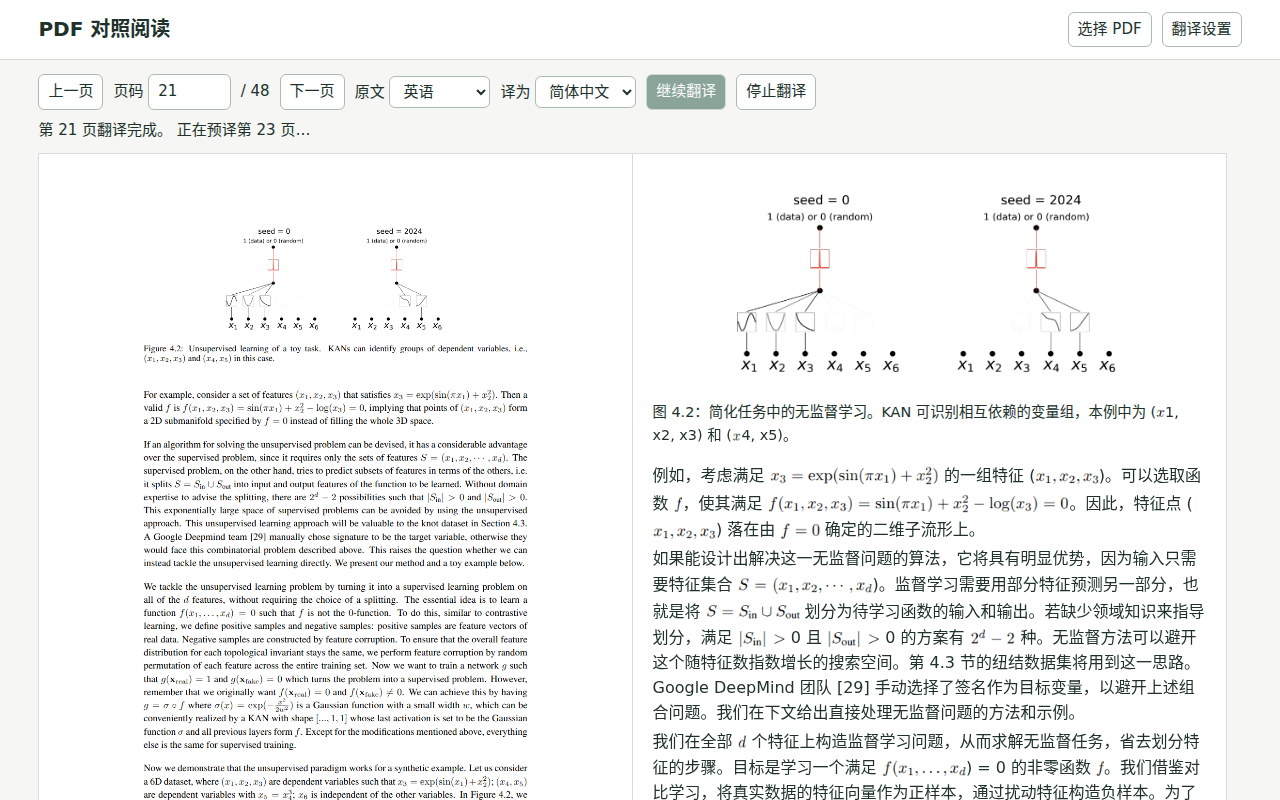 PDF 对照阅读
选择 PDF
翻译设置
上一页 页码 21 / 48 下一页 原文 英语 译为 简体中文 继续翻译 停止翻译
第 21 页翻译完成。 正在预译第 23 页…
seed = 0
1 (data) or 0 (random)
x₁ x₂ x₃ x₄ x₅ x₆
seed = 2024
1 (data) or 0 (random)
x₁ x₂ x₃ x₄ x₅ x₆
Figure 4.2: Unsupervised learning of a toy task. KANs can identify groups of dependent variables, i.e.,
(x₁, x₂, x₃) and (x₄, x₅) in this case.
For example, consider a set of features (x₁, x₂, x₃) that satisfies x₃ = exp(sin(πx₁) + x₂²). Then a
valid f is f(x₁, x₂, x₃) = sin(πx₁) + x₂² − log(x₃) = 0, implying that points of (x₁, x₂, x₃) form
a 2D submanifold specified by f = 0 instead of filling the whole 3D space.
If an algorithm for solving the unsupervised problem can be devised, it has a considerable advantage
over the supervised problem, since it requires only the sets of features S = (x₁, x₂, ⋯ , x_d). The
supervised problem, on the other hand, tries to predict subsets of features in terms of the others, i.e.
it splits S = S_in ∪ S_out into input and output features of the function to be learned. Without domain
expertise to advise the splitting, there are 2^d − 2 possibilities such that |S_in| > 0 and |S_out| > 0.
This exponentially large space of supervised problems can be avoided by using the unsupervised
approach. This unsupervised learning approach will be valuable to the knot dataset in Section 4.3.
A Google Deepmind team [29] manually chose signature to be the target variable, otherwise they
would face this combinatorial problem described above. This raises the question whether we can
instead tackle the unsupervised learning directly. We present our method and a toy example below.
We tackle the unsupervised learning problem by turning it into a supervised learning problem on
all of the d features, without requiring the choice of a splitting. The essential idea is to learn a
function f(x₁, . . . , x_d) = 0 such that f is not the 0-function. To do this, similar to contrastive
learning, we define positive samples and negative samples: positive samples are feature vectors of
real data. Negative samples are constructed by feature corruption. To ensure that the overall feature
distribution for each topological invariant stays the same, we perform feature corruption by random
permutation of each feature across the entire training set. Now we want to train a network g such
that g(x_real) = 1 and g(x_fake) = 0 which turns the problem into a supervised problem. However,
remember that we originally want f(x_real) = 0 and f(x_fake) ≠ 0. We can achieve this by having
g = σ ∘ f where σ(x) = exp(−x²/2w²) is a Gaussian function with a small width w, which can be
conveniently realized by a KAN with shape [..., 1, 1] whose last activation is set to be the Gaussian
function σ and all previous layers form f. Except for the modifications mentioned above, everything
else is the same for supervised training.
Now we demonstrate that the unsupervised paradigm works for a synthetic example. Let us consider
a 6D dataset, where (x₁, x₂, x₃) are dependent variables such that x₃ = exp(sin(x₁)+x₂²); (x₄, x₅)
are dependent variables with x₅ = x₄³; x₆ is independent of the other variables. In Figure 4.2, we
seed = 0
1 (data) or 0 (random)
x₁ x₂ x₃ x₄ x₅ x₆
seed = 2024
1 (data) or 0 (random)
x₁ x₂ x₃ x₄ x₅ x₆
图 4.2：简化任务中的无监督学习。KAN 可识别相互依赖的变量组，本例中为 (x1,
x2, x3) 和 (x4, x5)。
例如，考虑满足 x₃ = exp(sin(πx₁) + x₂²) 的一组特征 (x₁, x₂, x₃)。可以选取函
数 f，使其满足 f(x₁, x₂, x₃) = sin(πx₁) + x₂² − log(x₃) = 0。因此，特征点 (
x₁, x₂, x₃) 落在由 f = 0 确定的二维子流形上。
如果能设计出解决这一无监督问题的算法，它将具有明显优势，因为输入只需
要特征集合 S = (x₁, x₂, ⋯ , x_d)。监督学习需要用部分特征预测另一部分，也
就是将 S = S_in ∪ S_out 划分为待学习函数的输入和输出。若缺少领域知识来指导
划分，满足 |S_in| > 0 且 |S_out| > 0 的方案有 2^d − 2 种。无监督方法可以避开
这个随特征数指数增长的搜索空间。第 4.3 节的纽结数据集将用到这一思路。
Google DeepMind 团队 [29] 手动选择了签名作为目标变量，以避开上述组
合问题。我们在下文给出直接处理无监督问题的方法和示例。
我们在全部 d 个特征上构造监督学习问题，从而求解无监督任务，省去划分特
征的步骤。目标是学习一个满足 f(x₁, . . . , x_d) = 0 的非零函数 f。我们借鉴对
比学习，将真实数据的特征向量作为正样本，通过扰动特征构造负样本。为了